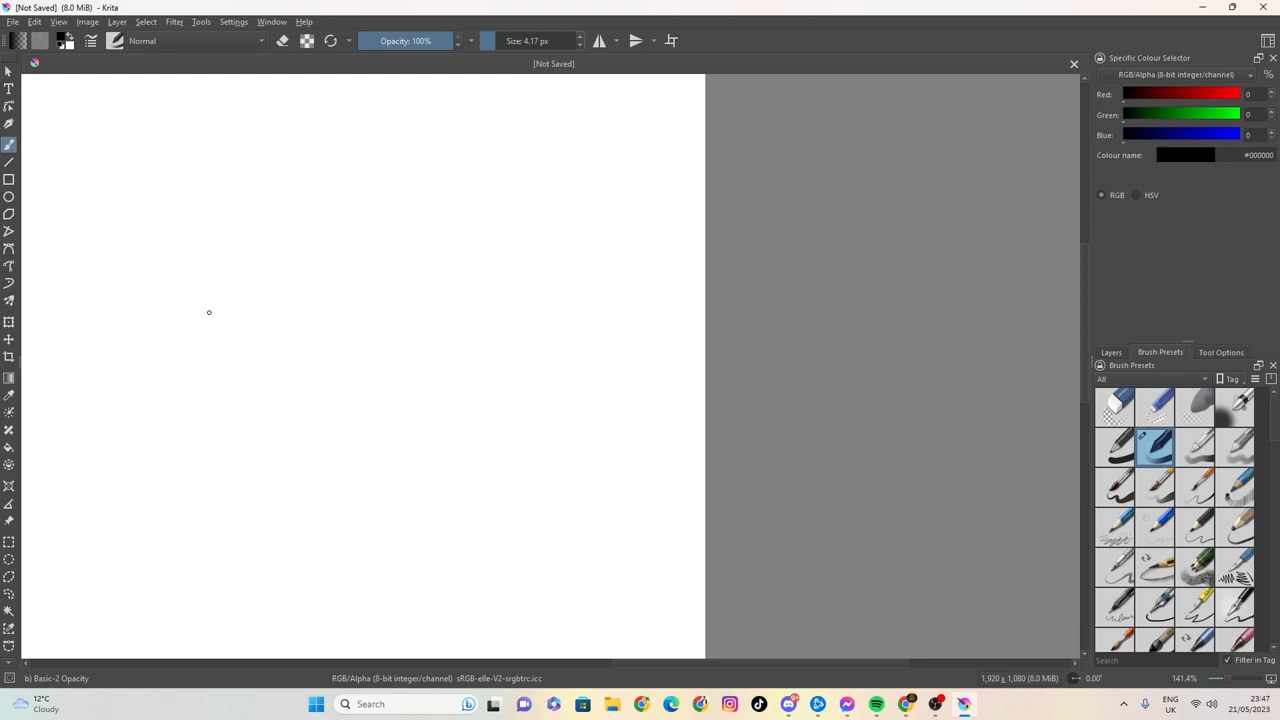 [Not Saved] (8.0 MiB) - Krita
File Edit View Image Layer Select Filter Tools Settings Window Help
Normal Opacity: 100% Size: 4.17 px
[Not Saved]
Specific Colour Selector
RGB/Alpha (8-bit integer/channel) %
Red: 0
Green: 0
Blue: 0
Colour name: #000000
RGB HSV
Layers Brush Presets Tool Options
Brush Presets
All Tag
Search Filter in Tag
b) Basic-2 Opacity RGB/Alpha (8-bit integer/channel) sRGB-elle-V2-srgbtrc.icc 1,920 x 1,080 (8.0 MiB) 0.00° 141.4%
12°C
Cloudy
Search
9+
ENG
UK
23:47
21/05/2023